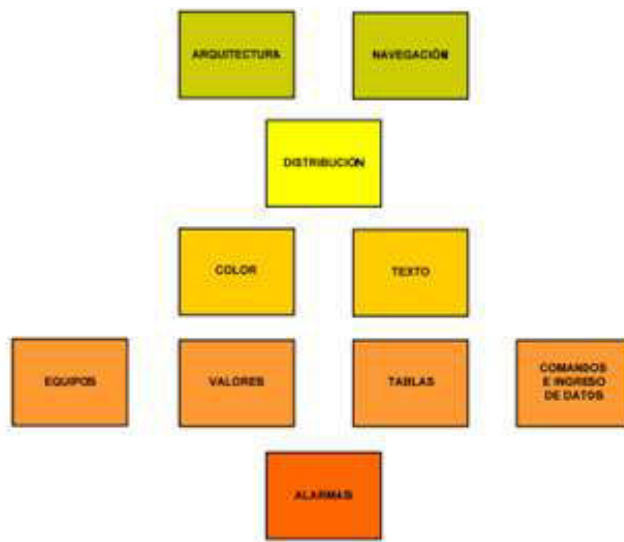 ARQUITECTURA
NAVEGACIÓN
DISTRIBUCIÓN
COLOR
TEXTO
EQUIPOS
VALORES
TABLAS
COMANDOS
E INGRESO
DE DATOS
ALARMAS